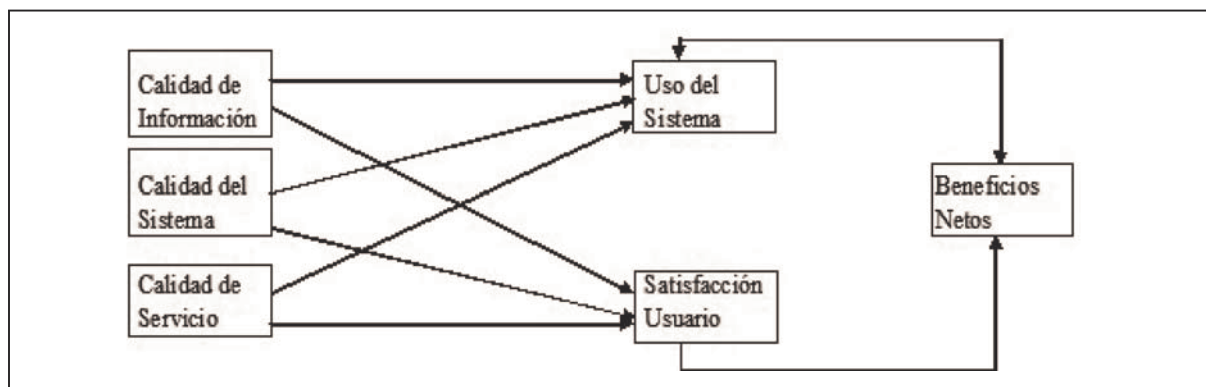 Calidad de
Información
Calidad del
Sistema
Calidad de
Servicio
Uso del
Sistema
Satisfacción
Usuario
Beneficios
Netos